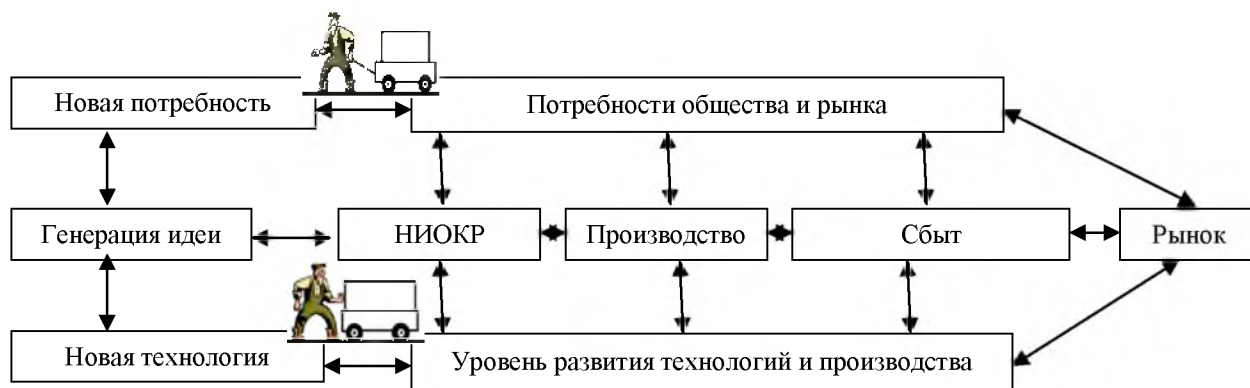 Новая потребность
Потребности общества и рынка
Генерация идеи
НИОКР
Производство
Сбыт
Рынок
Новая технология
Уровень развития технологий и производства